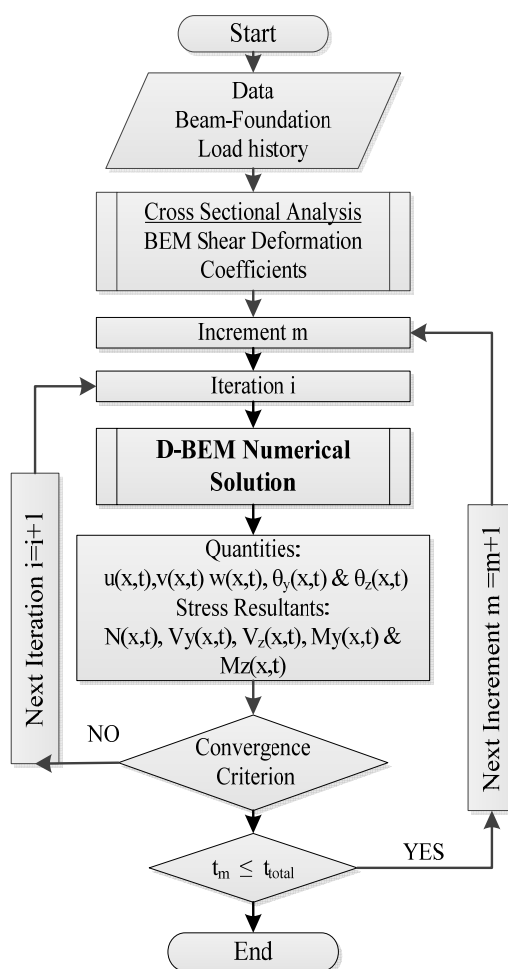 Start
Data
Beam-Foundation
Load history
Cross Sectional Analysis
BEM Shear Deformation
Coefficients
Increment m
Iteration i
D-BEM Numerical
Solution
Quantities:
u(x,t),v(x,t) w(x,t), θy(x,t) & θz(x,t)
Stress Resultants:
N(x,t), Vy(x,t), Vz(x,t), My(x,t) &
Mz(x,t)
Next Iteration i=i+1
Next Increment m =m+1
NO
Convergence
Criterion
YES
tm ≤ ttotal
End